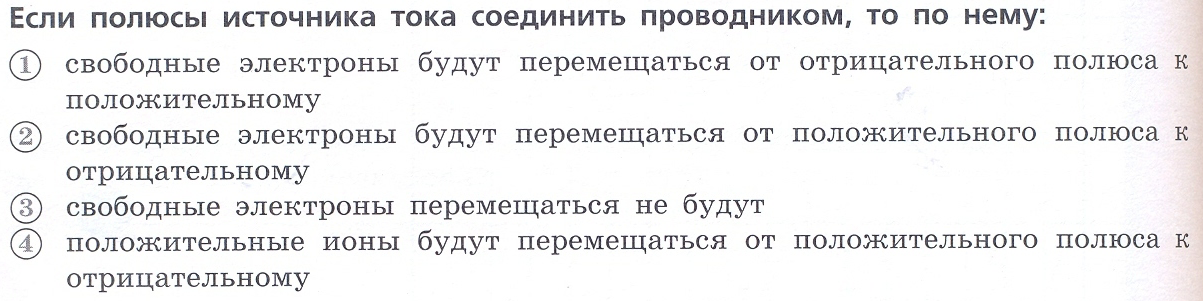 Если полюсы источника тока соединить проводником, то по нему:
① свободные электроны будут перемещаться от отрицательного полюса к
положительному
② свободные электроны будут перемещаться от положительного полюса к
отрицательному
③ свободные электроны перемещаться не будут
④ положительные ионы будут перемещаться от положительного полюса к
отрицательному